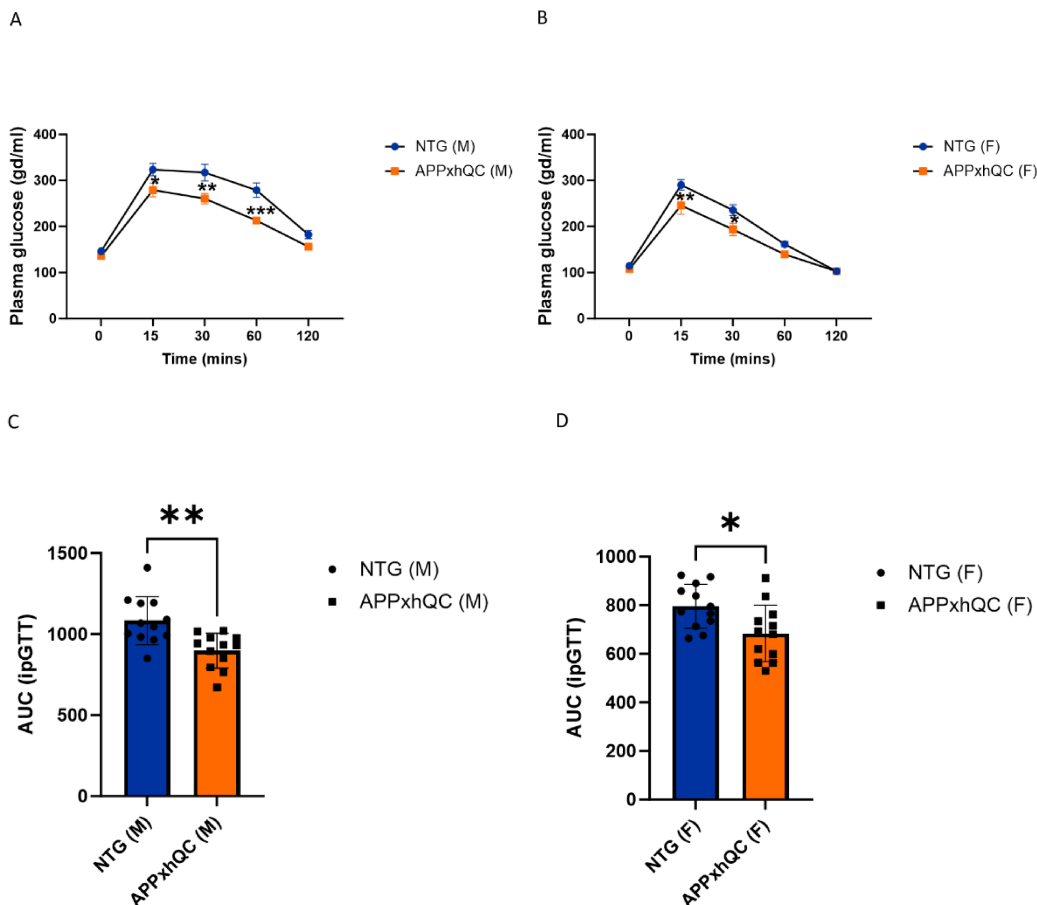 A
B
Plasma glucose (gd/ml)
400
300
200
100
0
*
**
***
0 15 30 60 120
Time (mins)
NTG (M)
APPxhQC (M)
Plasma glucose (gd/ml)
400
300
200
100
0
**
*
0 15 30 60 120
Time (mins)
NTG (F)
APPxhQC (F)
C
D
AUC (ipGTT)
1500
1000
500
0
**
NTG (M)
APPxhQC (M)
NTG (M)
APPxhQC (M)
AUC (ipGTT)
1000
800
600
400
200
0
*
NTG (F)
APPxhQC (F)
NTG (F)
APPxhQC (F)